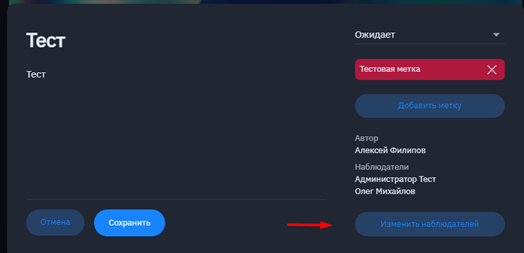 Тест
Тест
Отмена
Сохранить
Ожидает
Тестовая метка
Добавить метку
Автор
Алексей Филипов
Наблюдатели
Администратор Тест
Олег Михайлов
Изменить наблюдателей